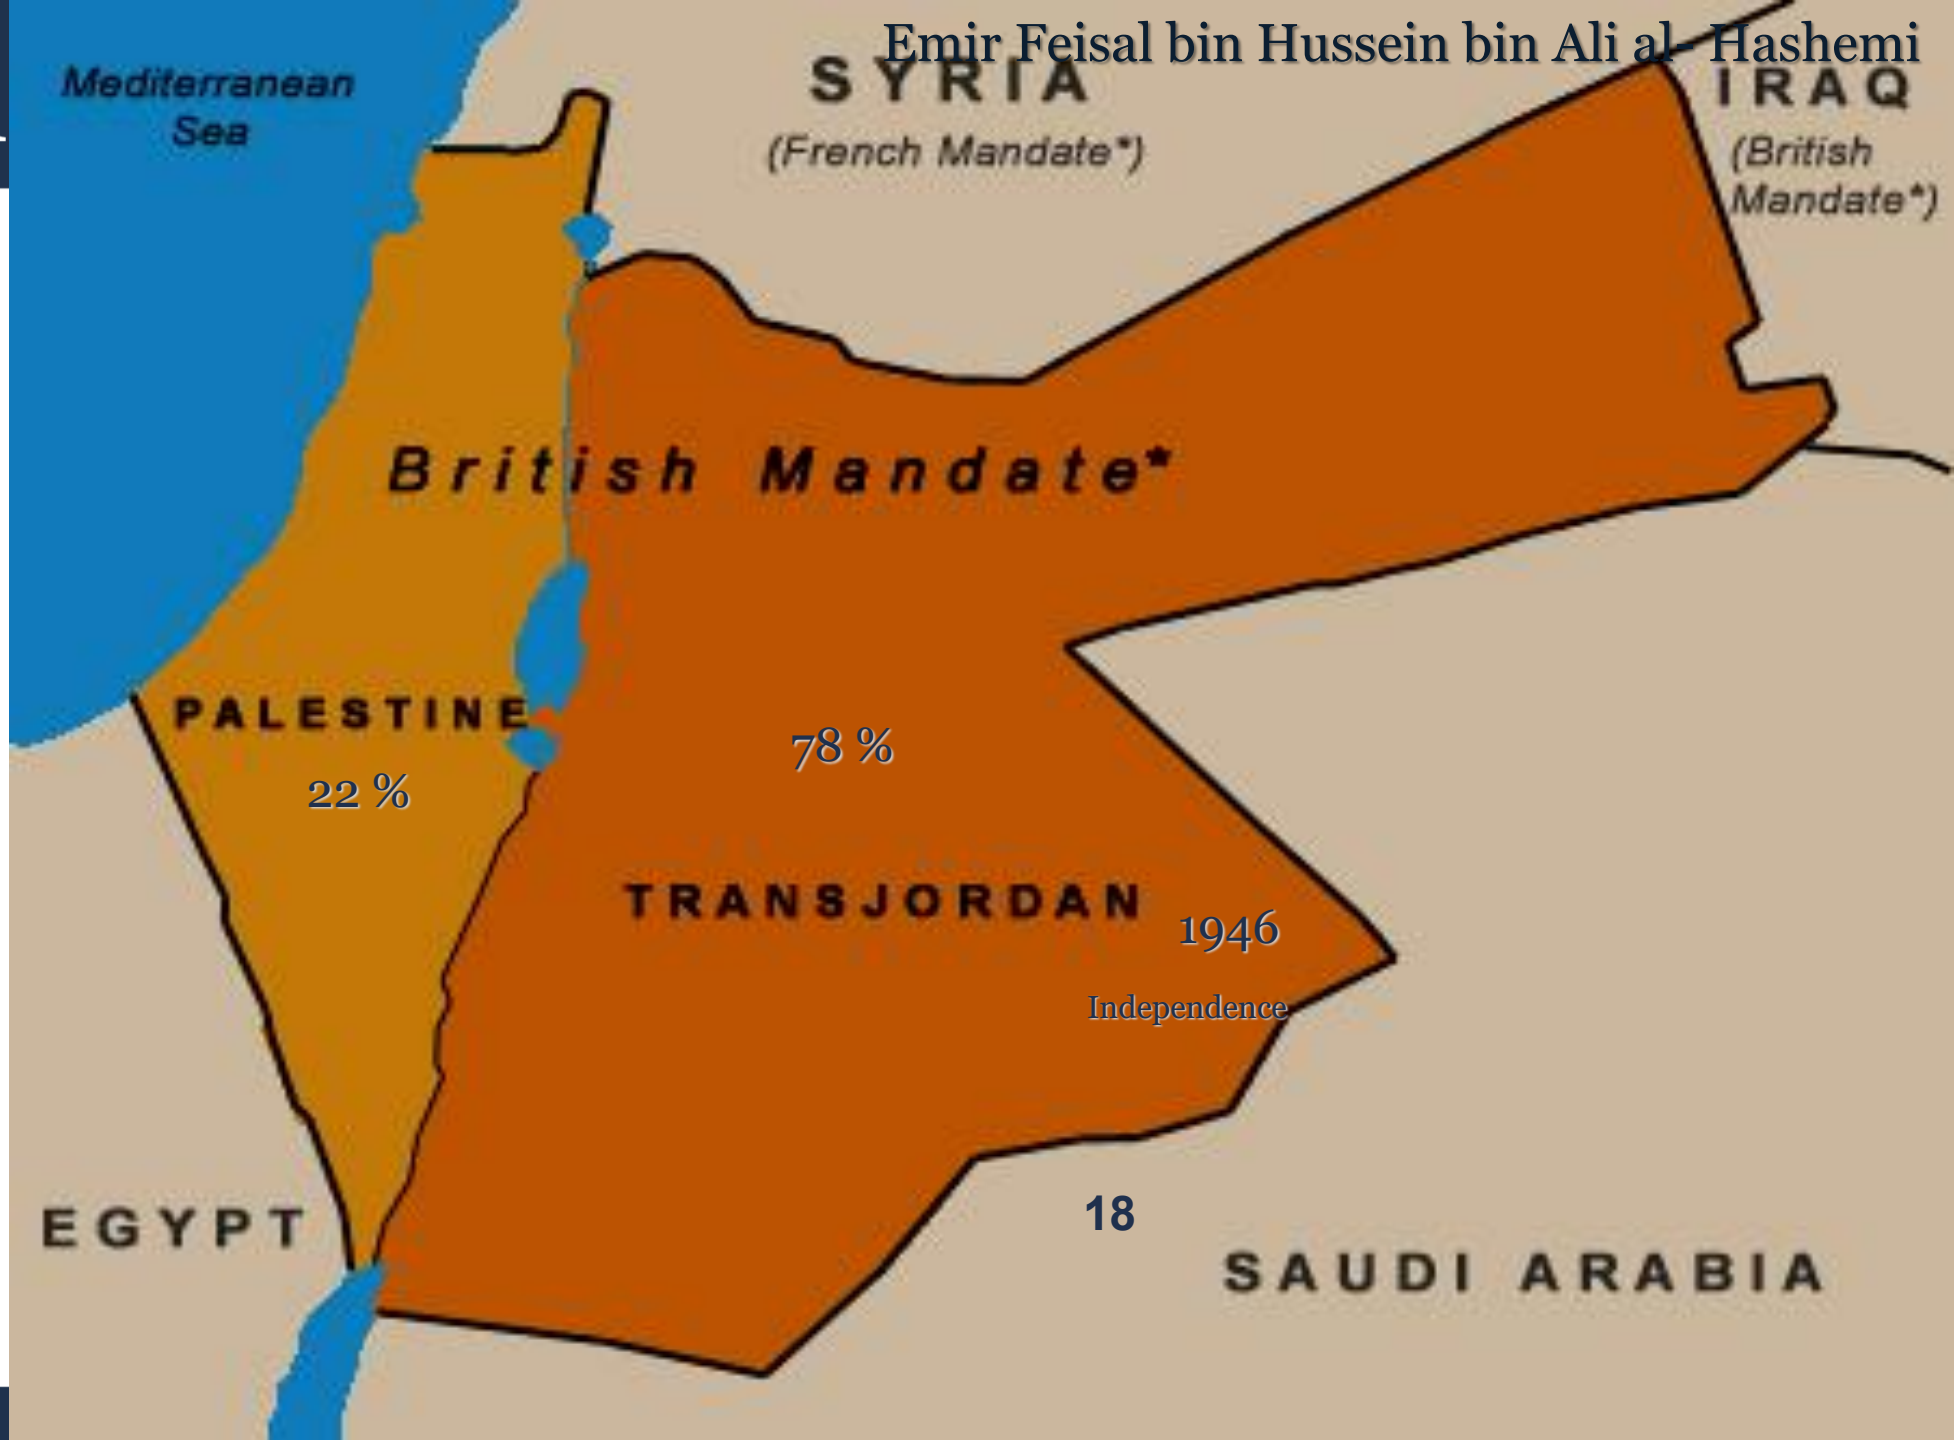 Emir Feisal bin Hussein bin Ali al- Hashemi
Mediterranean
Sea
SYRIA
(French Mandate*)
IRAQ
(British
Mandate*)
British Mandate*
PALESTINE
22 %
78 %
TRANSJORDAN
1946
Independence
18
EGYPT
SAUDI ARABIA